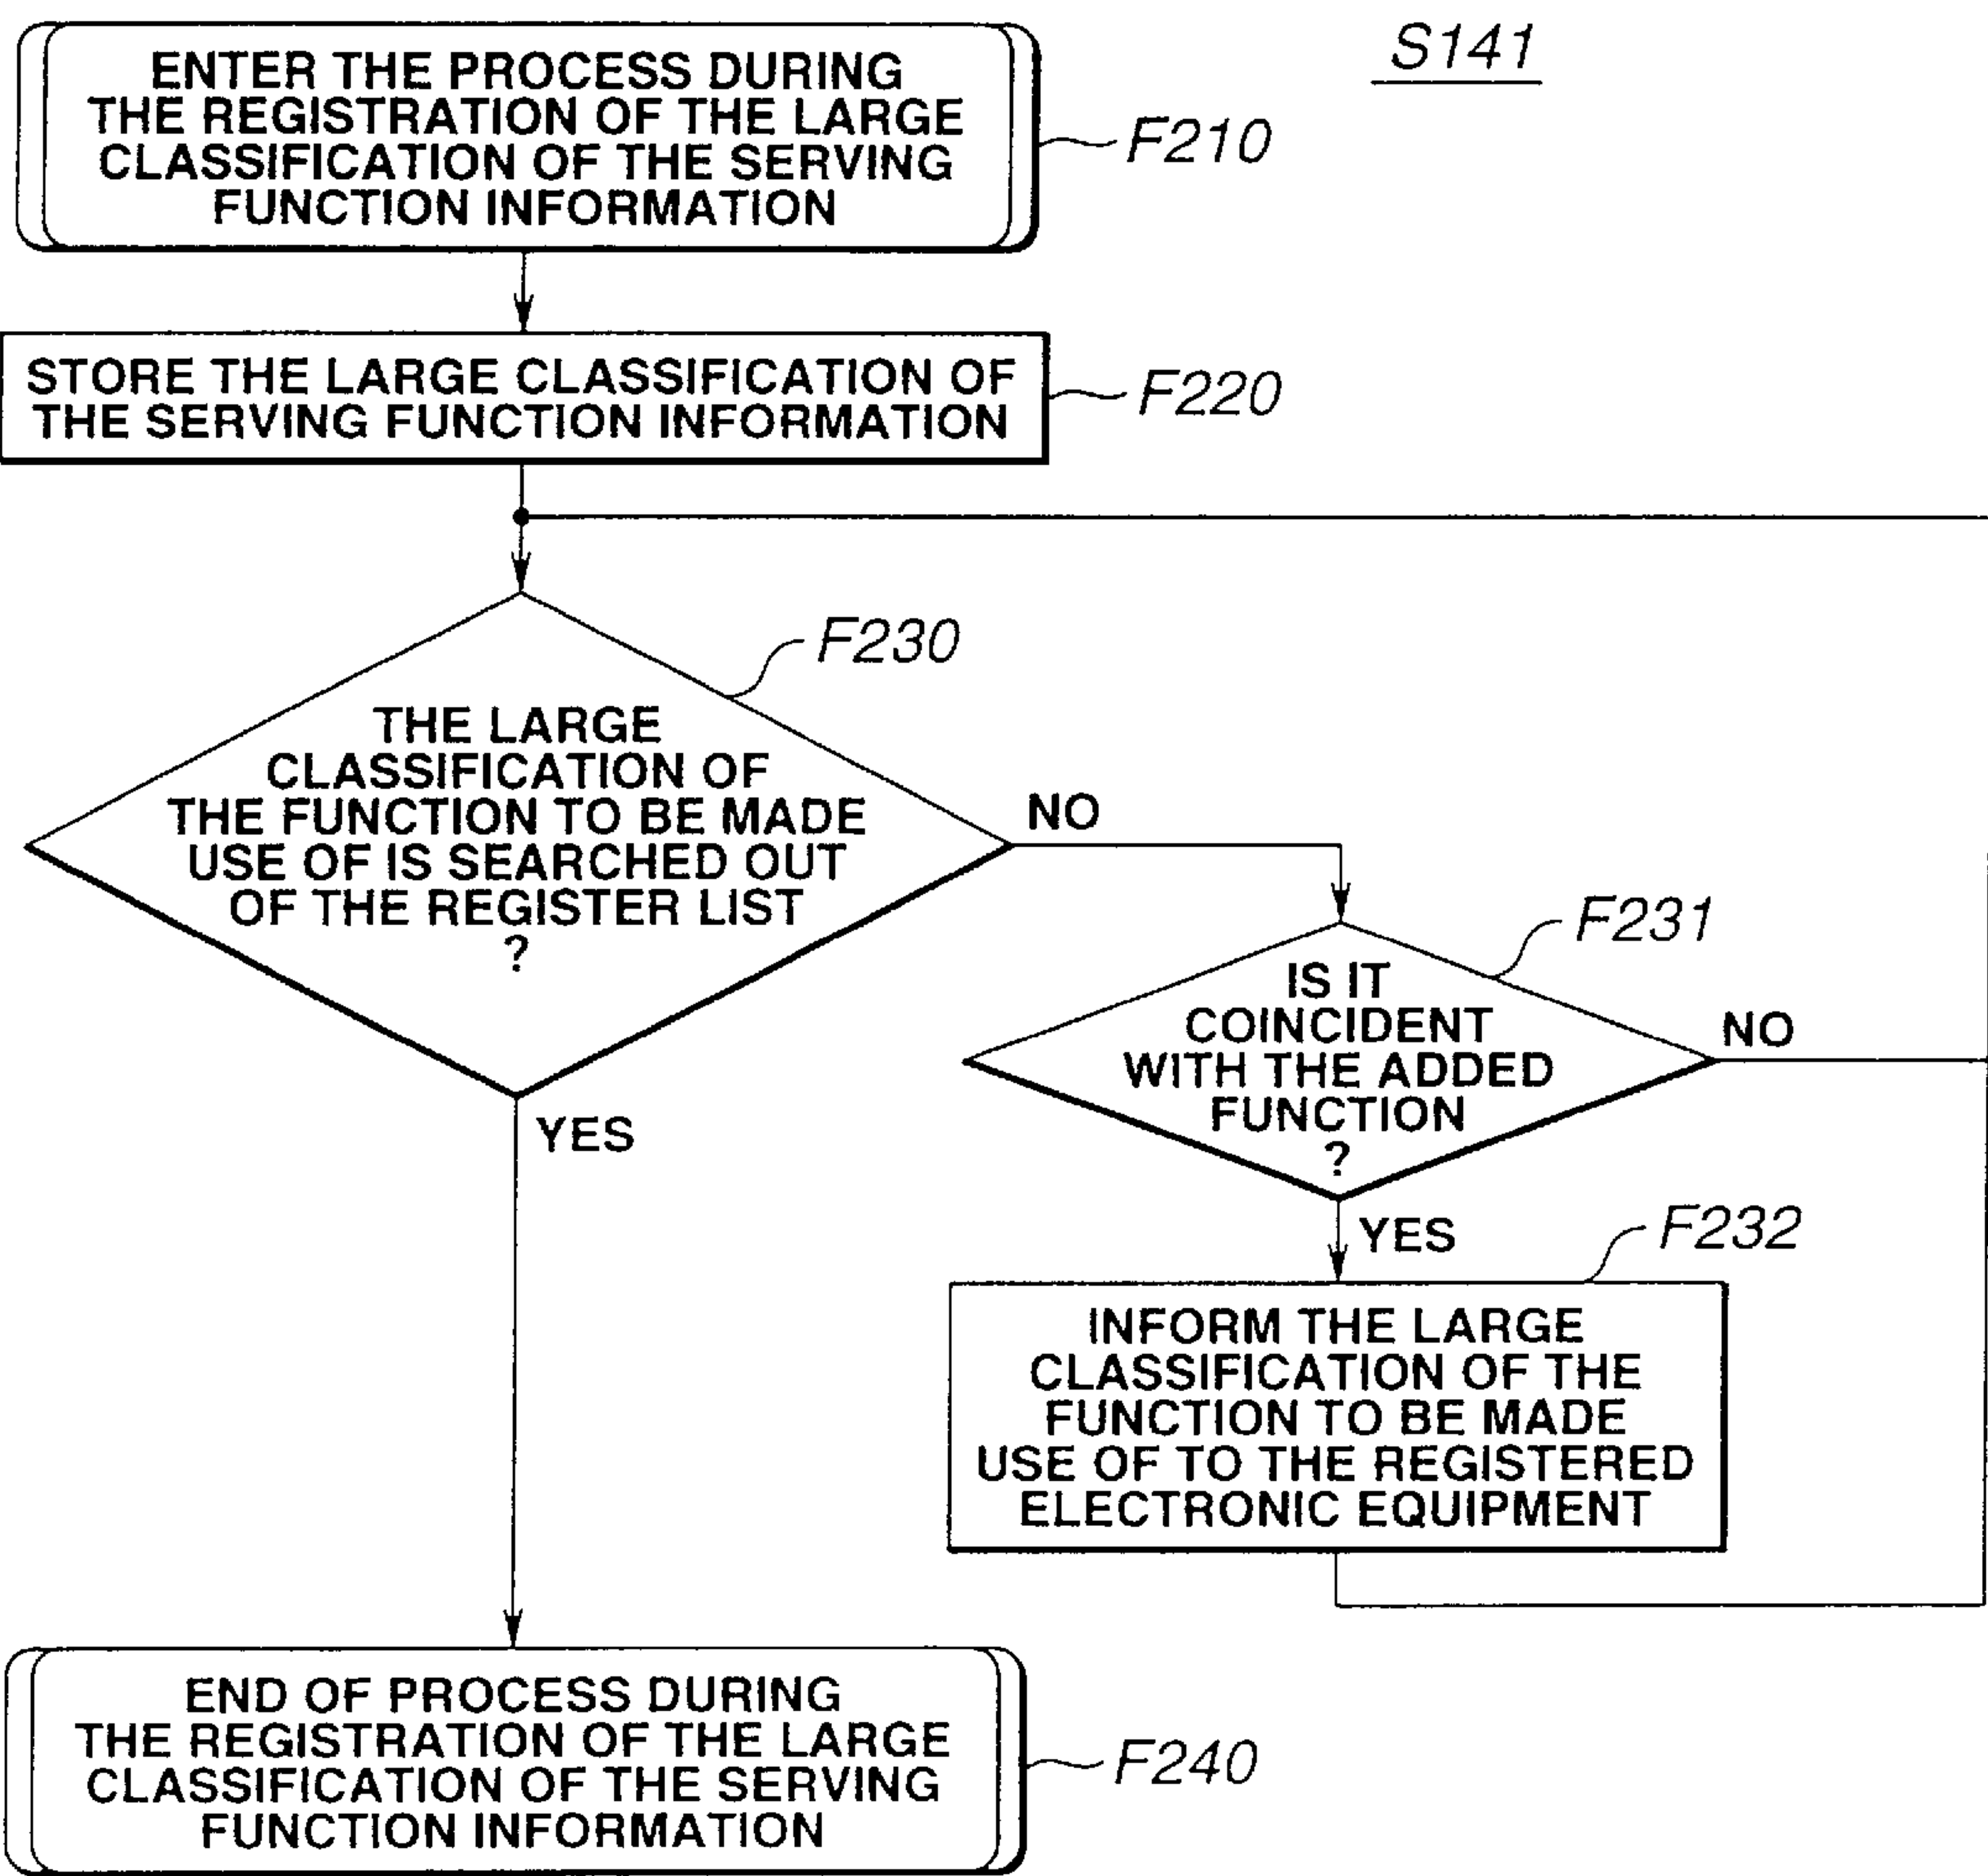 S141
ENTER THE PROCESS DURING
THE REGISTRATION OF THE LARGE
CLASSIFICATION OF THE SERVING
FUNCTION INFORMATION
F210
STORE THE LARGE CLASSIFICATION OF
THE SERVING FUNCTION INFORMATION
F220
F230
THE LARGE
CLASSIFICATION OF
THE FUNCTION TO BE MADE
USE OF IS SEARCHED OUT
OF THE REGISTER LIST
?
NO
YES
F231
IS IT
COINCIDENT
WITH THE ADDED
FUNCTION
?
NO
YES
F232
INFORM THE LARGE
CLASSIFICATION OF THE
FUNCTION TO BE MADE
USE OF TO THE REGISTERED
ELECTRONIC EQUIPMENT
END OF PROCESS DURING
THE REGISTRATION OF THE LARGE
CLASSIFICATION OF THE SERVING
FUNCTION INFORMATION
F240